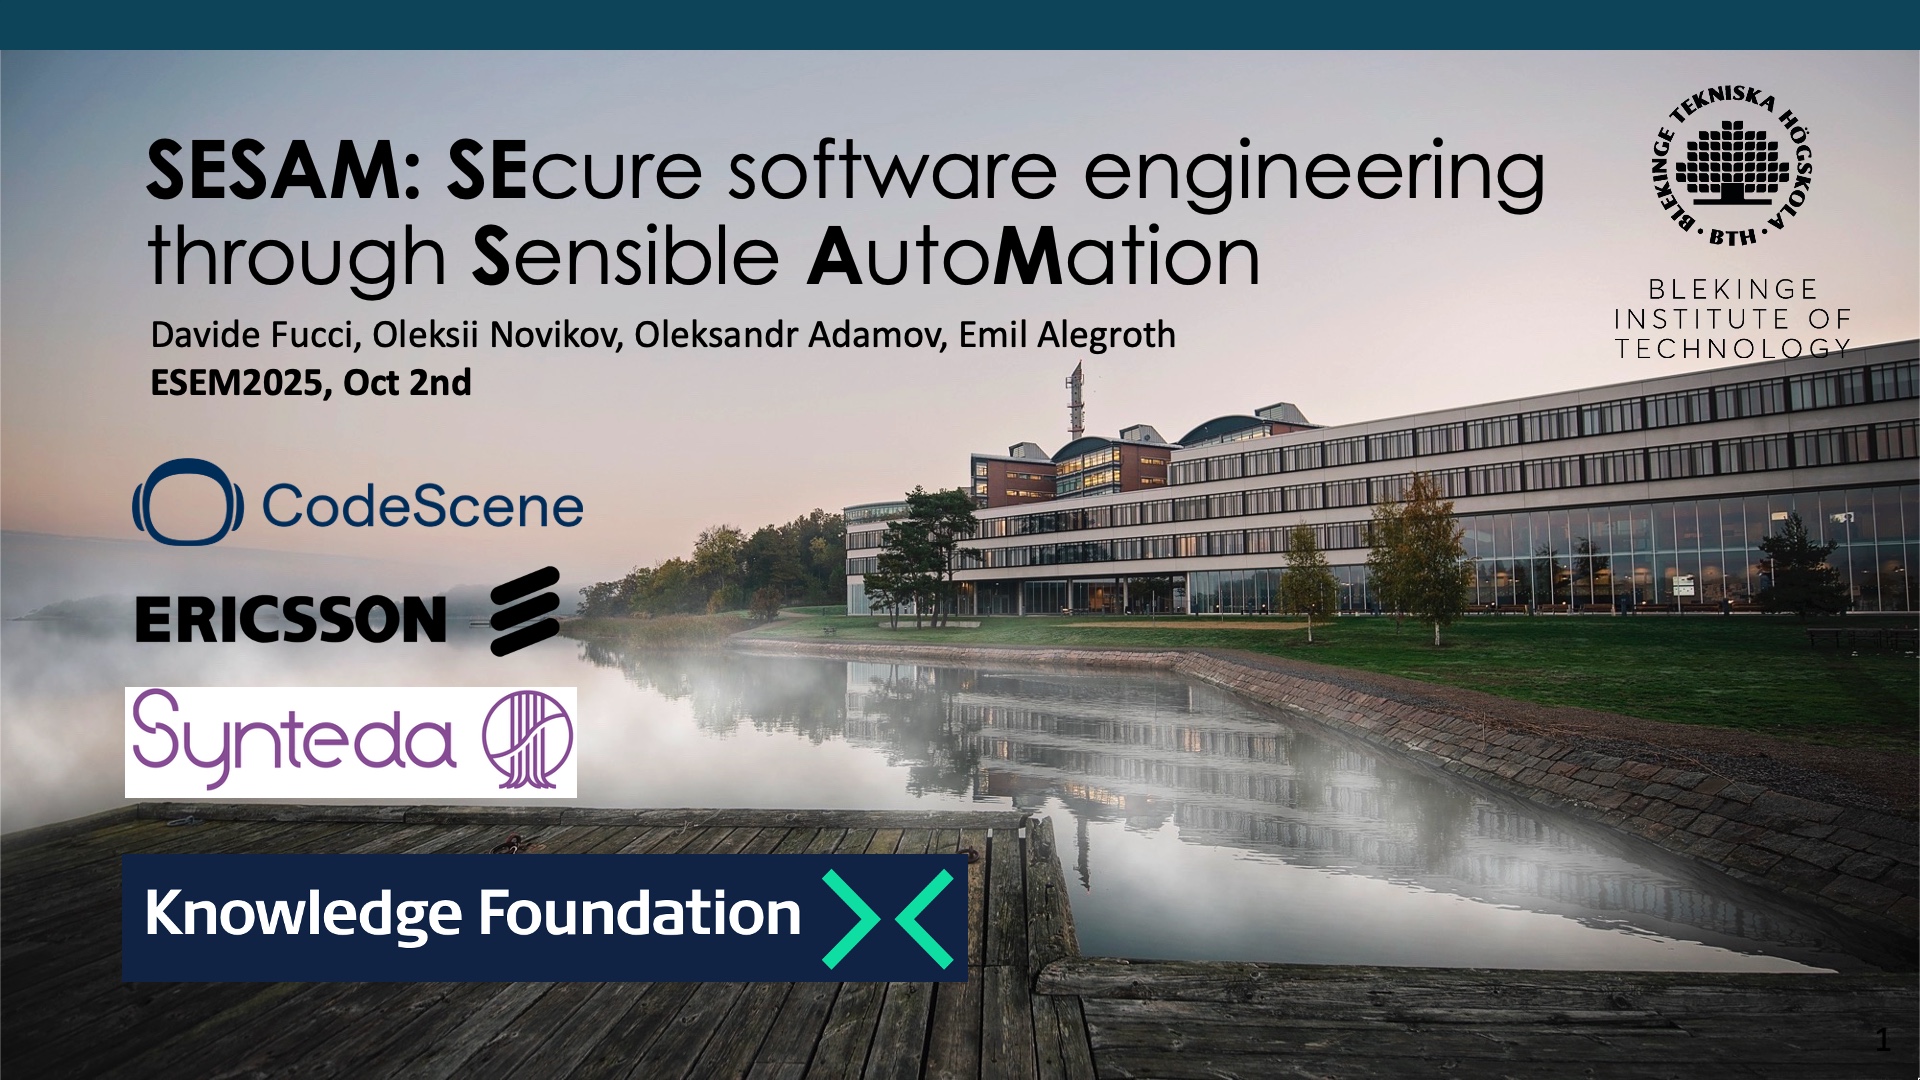 SESAM: SEcure software engineering
through Sensible AutoMation
Davide Fucci, Oleksii Novikov, Oleksandr Adamov, Emil Alegroth
ESEM2025, Oct 2nd
BLEKINGE TEKNISKA HÖGSKOLA
· BTH ·
BLEKINGE
INSTITUTE OF
TECHNOLOGY
CodeScene
ERICSSON
Synteda
Knowledge Foundation
1